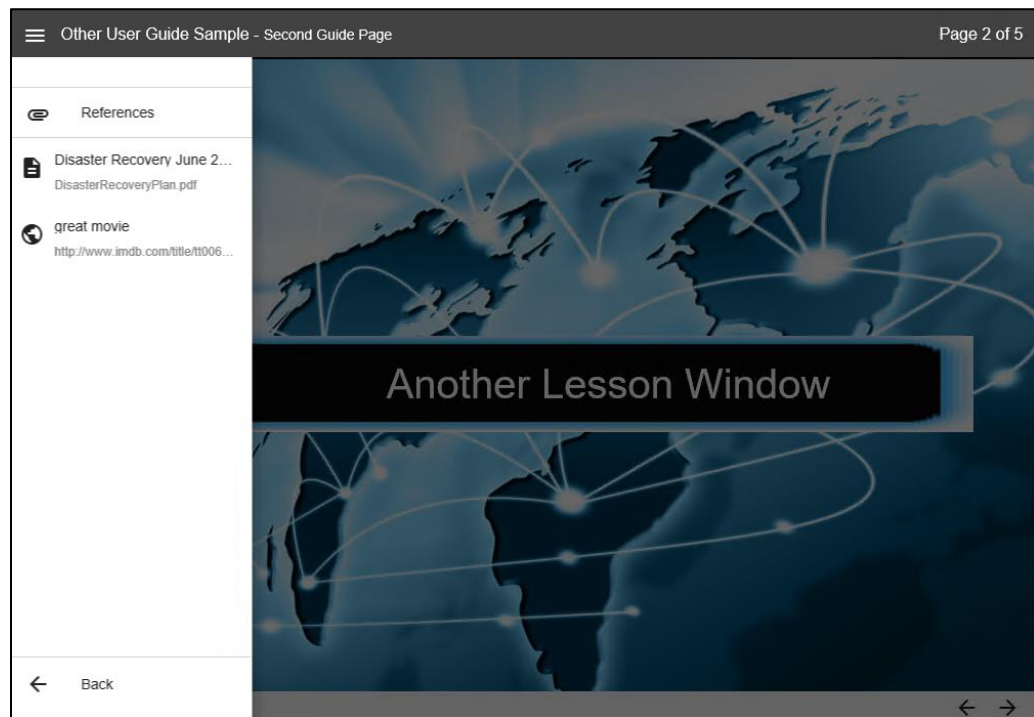 Other User Guide Sample - Second Guide Page Page 2 of 5
References
Disaster Recovery June 2...
DisasterRecoveryPlan.pdf
great movie
http://www.imdb.com/title/tt006...
Another Lesson Window
Back